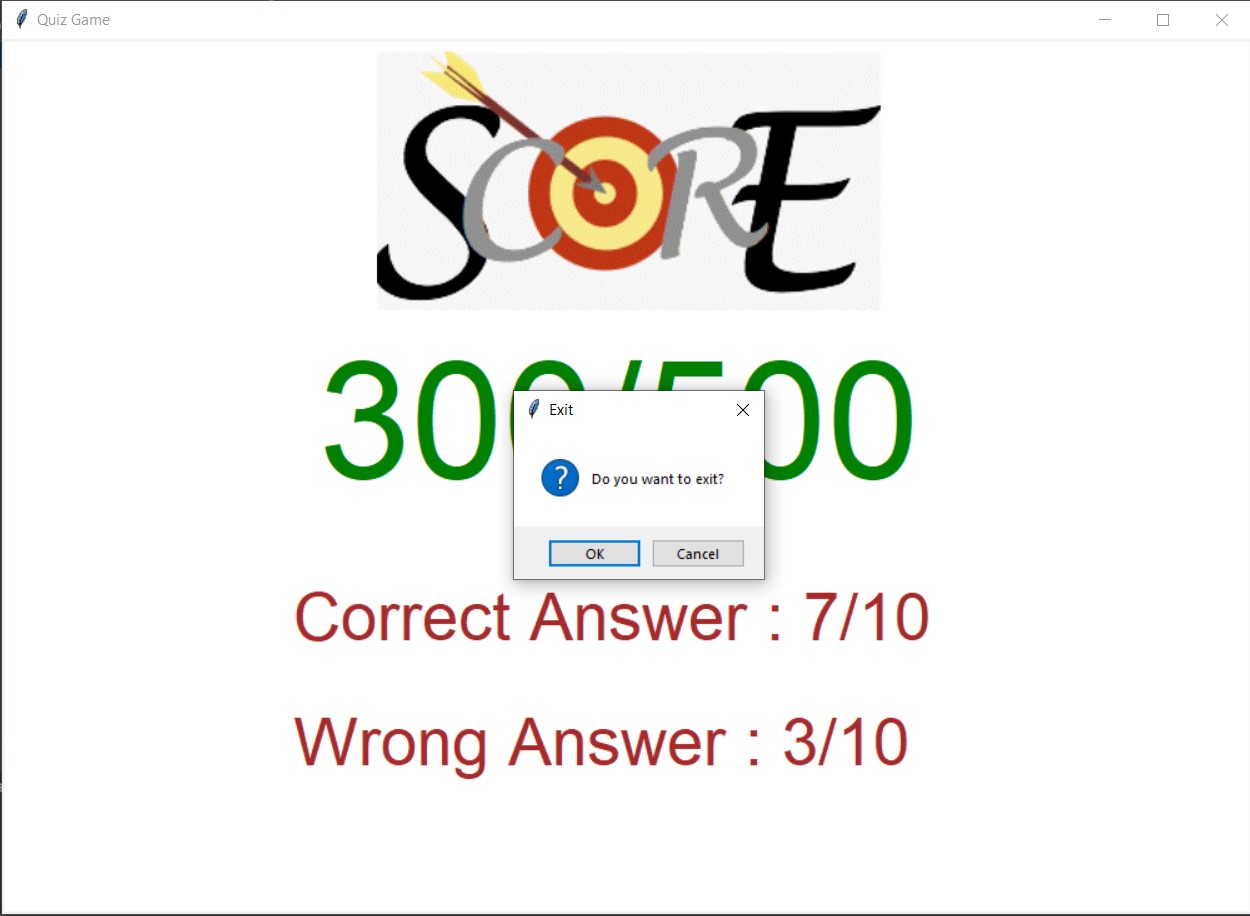 Quiz Game
SCORE
300/500
Exit
Do you want to exit?
OK Cancel
Correct Answer : 7/10
Wrong Answer : 3/10